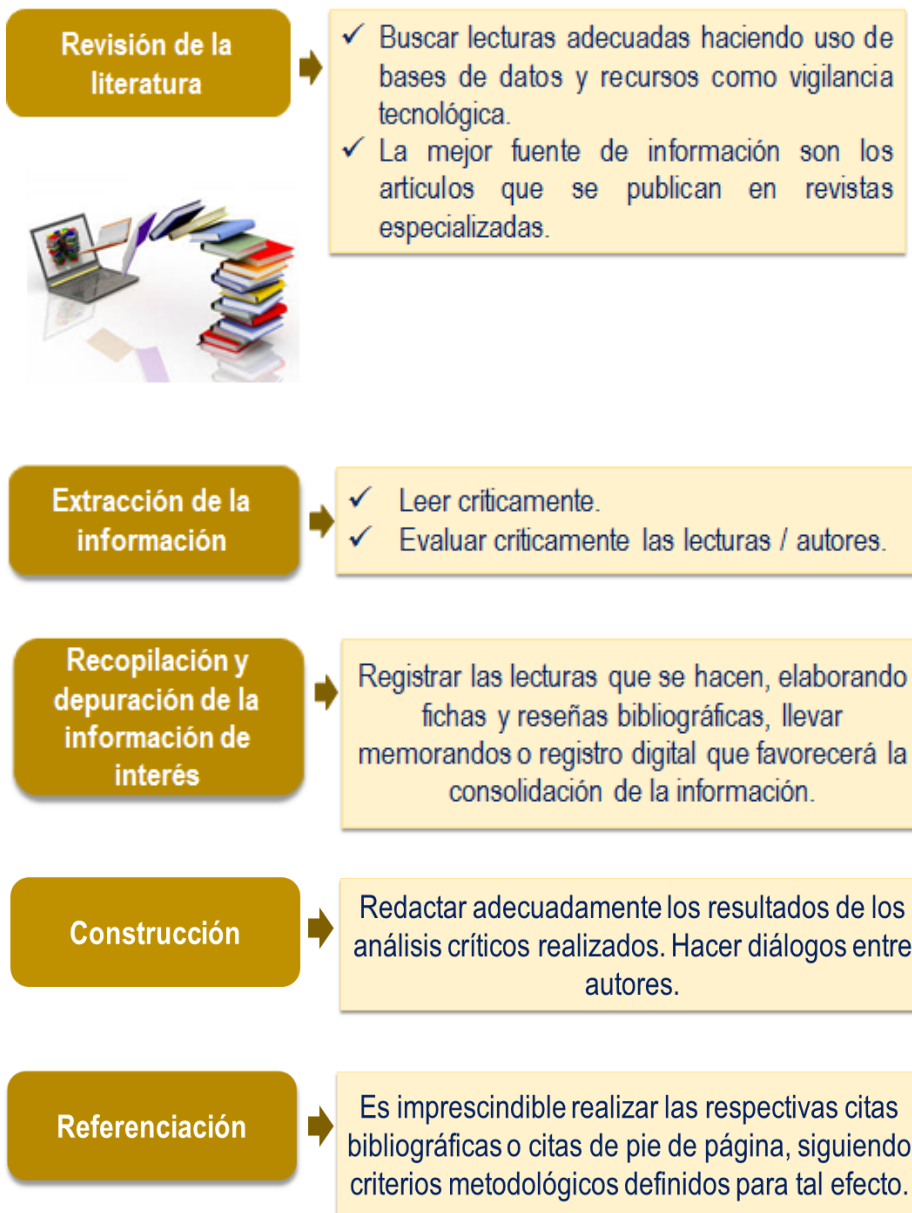 Revisión de la
literatura
✓ Buscar lecturas adecuadas haciendo uso de
bases de datos y recursos como vigilancia
tecnológica.
✓ La mejor fuente de información son los
artículos que se publican en revistas
especializadas.
Extracción de la
información
✓ Leer criticamente.
✓ Evaluar criticamente las lecturas / autores.
Recopilación y
depuración de la
información de
interés
Registrar las lecturas que se hacen, elaborando
fichas y reseñas bibliográficas, llevar
memorandos o registro digital que favorecerá la
consolidación de la información.
Construcción
Redactar adecuadamente los resultados de los
análisis críticos realizados. Hacer diálogos entre
autores.
Referenciación
Es imprescindible realizar las respectivas citas
bibliográficas o citas de pie de página, siguiendo
criterios metodológicos definidos para tal efecto.